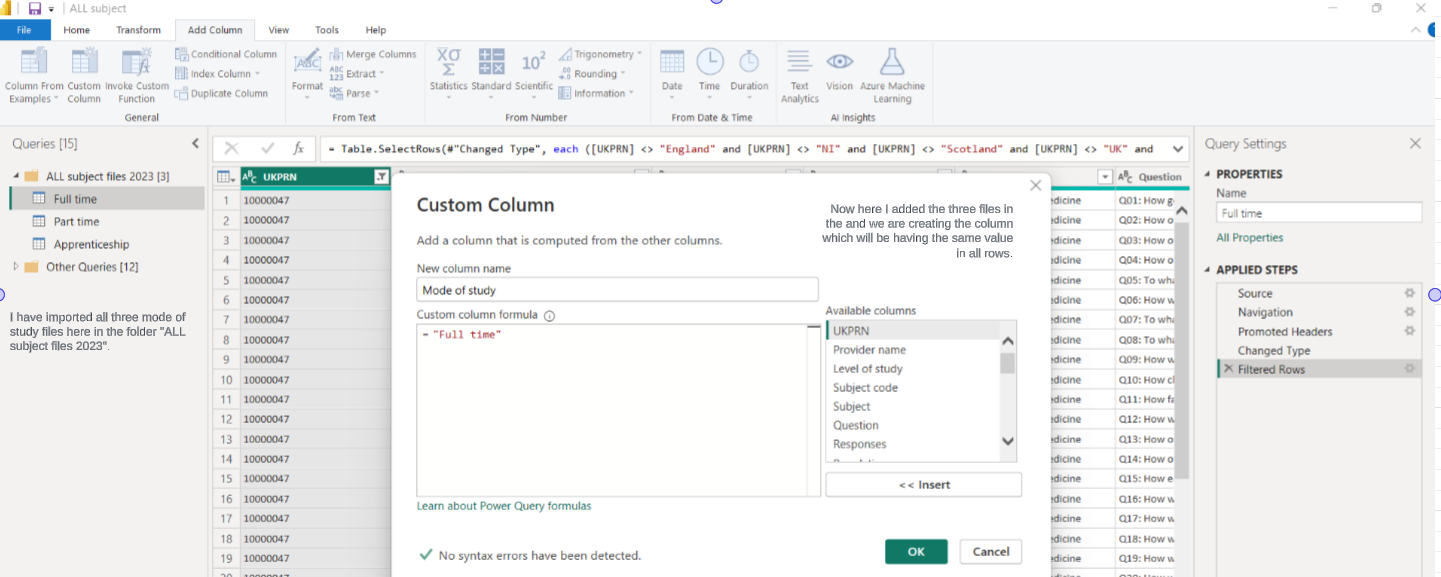 ALL subject
File Home Transform Add Column View Tools Help
Column From Examples
Custom Column
Invoke Custom Function
Conditional Column
Index Column
Duplicate Column
General
Format
Merge Columns
Extract
Parse
From Text
Statistics
Standard
Scientific
Trigonometry
Rounding
Information
From Number
Date
Time
Duration
From Date & Time
Text Analytics
Vision
Azure Machine Learning
AI Insights
Queries [15]
ALL subject files 2023 [3]
Full time
Part time
Apprenticeship
Other Queries [12]
I have imported all three mode of
study files here in the folder "ALL
subject files 2023".
= Table.SelectRows(#"Changed Type", each ([UKPRN] <> "England" and [UKPRN] <> "NI" and [UKPRN] <> "Scotland" and [UKPRN] <> "UK" and
UKPRN
Question
1 10000047 edicine Q01: How g
2 10000047 edicine Q02: How o
3 10000047 edicine Q03: How o
4 10000047 edicine Q04: How o
5 10000047 edicine Q05: To wha
6 10000047 edicine Q06: How w
7 10000047 edicine Q07: To wha
8 10000047 edicine Q08: To wha
9 10000047 edicine Q09: How w
10 10000047 edicine Q10: How cl
11 10000047 edicine Q11: How fa
12 10000047 edicine Q12: How w
13 10000047 edicine Q13: How o
14 10000047 edicine Q14: How o
15 10000047 edicine Q15: How e
16 10000047 edicine Q16: How w
17 10000047 edicine Q17: How w
18 10000047 edicine Q18: How w
19 10000047 edicine Q19: How w
Custom Column
Add a column that is computed from the other columns.
Now here I added the three files in
the and we are creating the column
which will be having the same value
in all rows.
New column name
Mode of study
Custom column formula
= "Full time"
Available columns
UKPRN
Provider name
Level of study
Subject code
Subject
Question
Responses
<< Insert
Learn about Power Query formulas
No syntax errors have been detected.
OK
Cancel
Query Settings
PROPERTIES
Name
Full time
All Properties
APPLIED STEPS
Source
Navigation
Promoted Headers
Changed Type
Filtered Rows